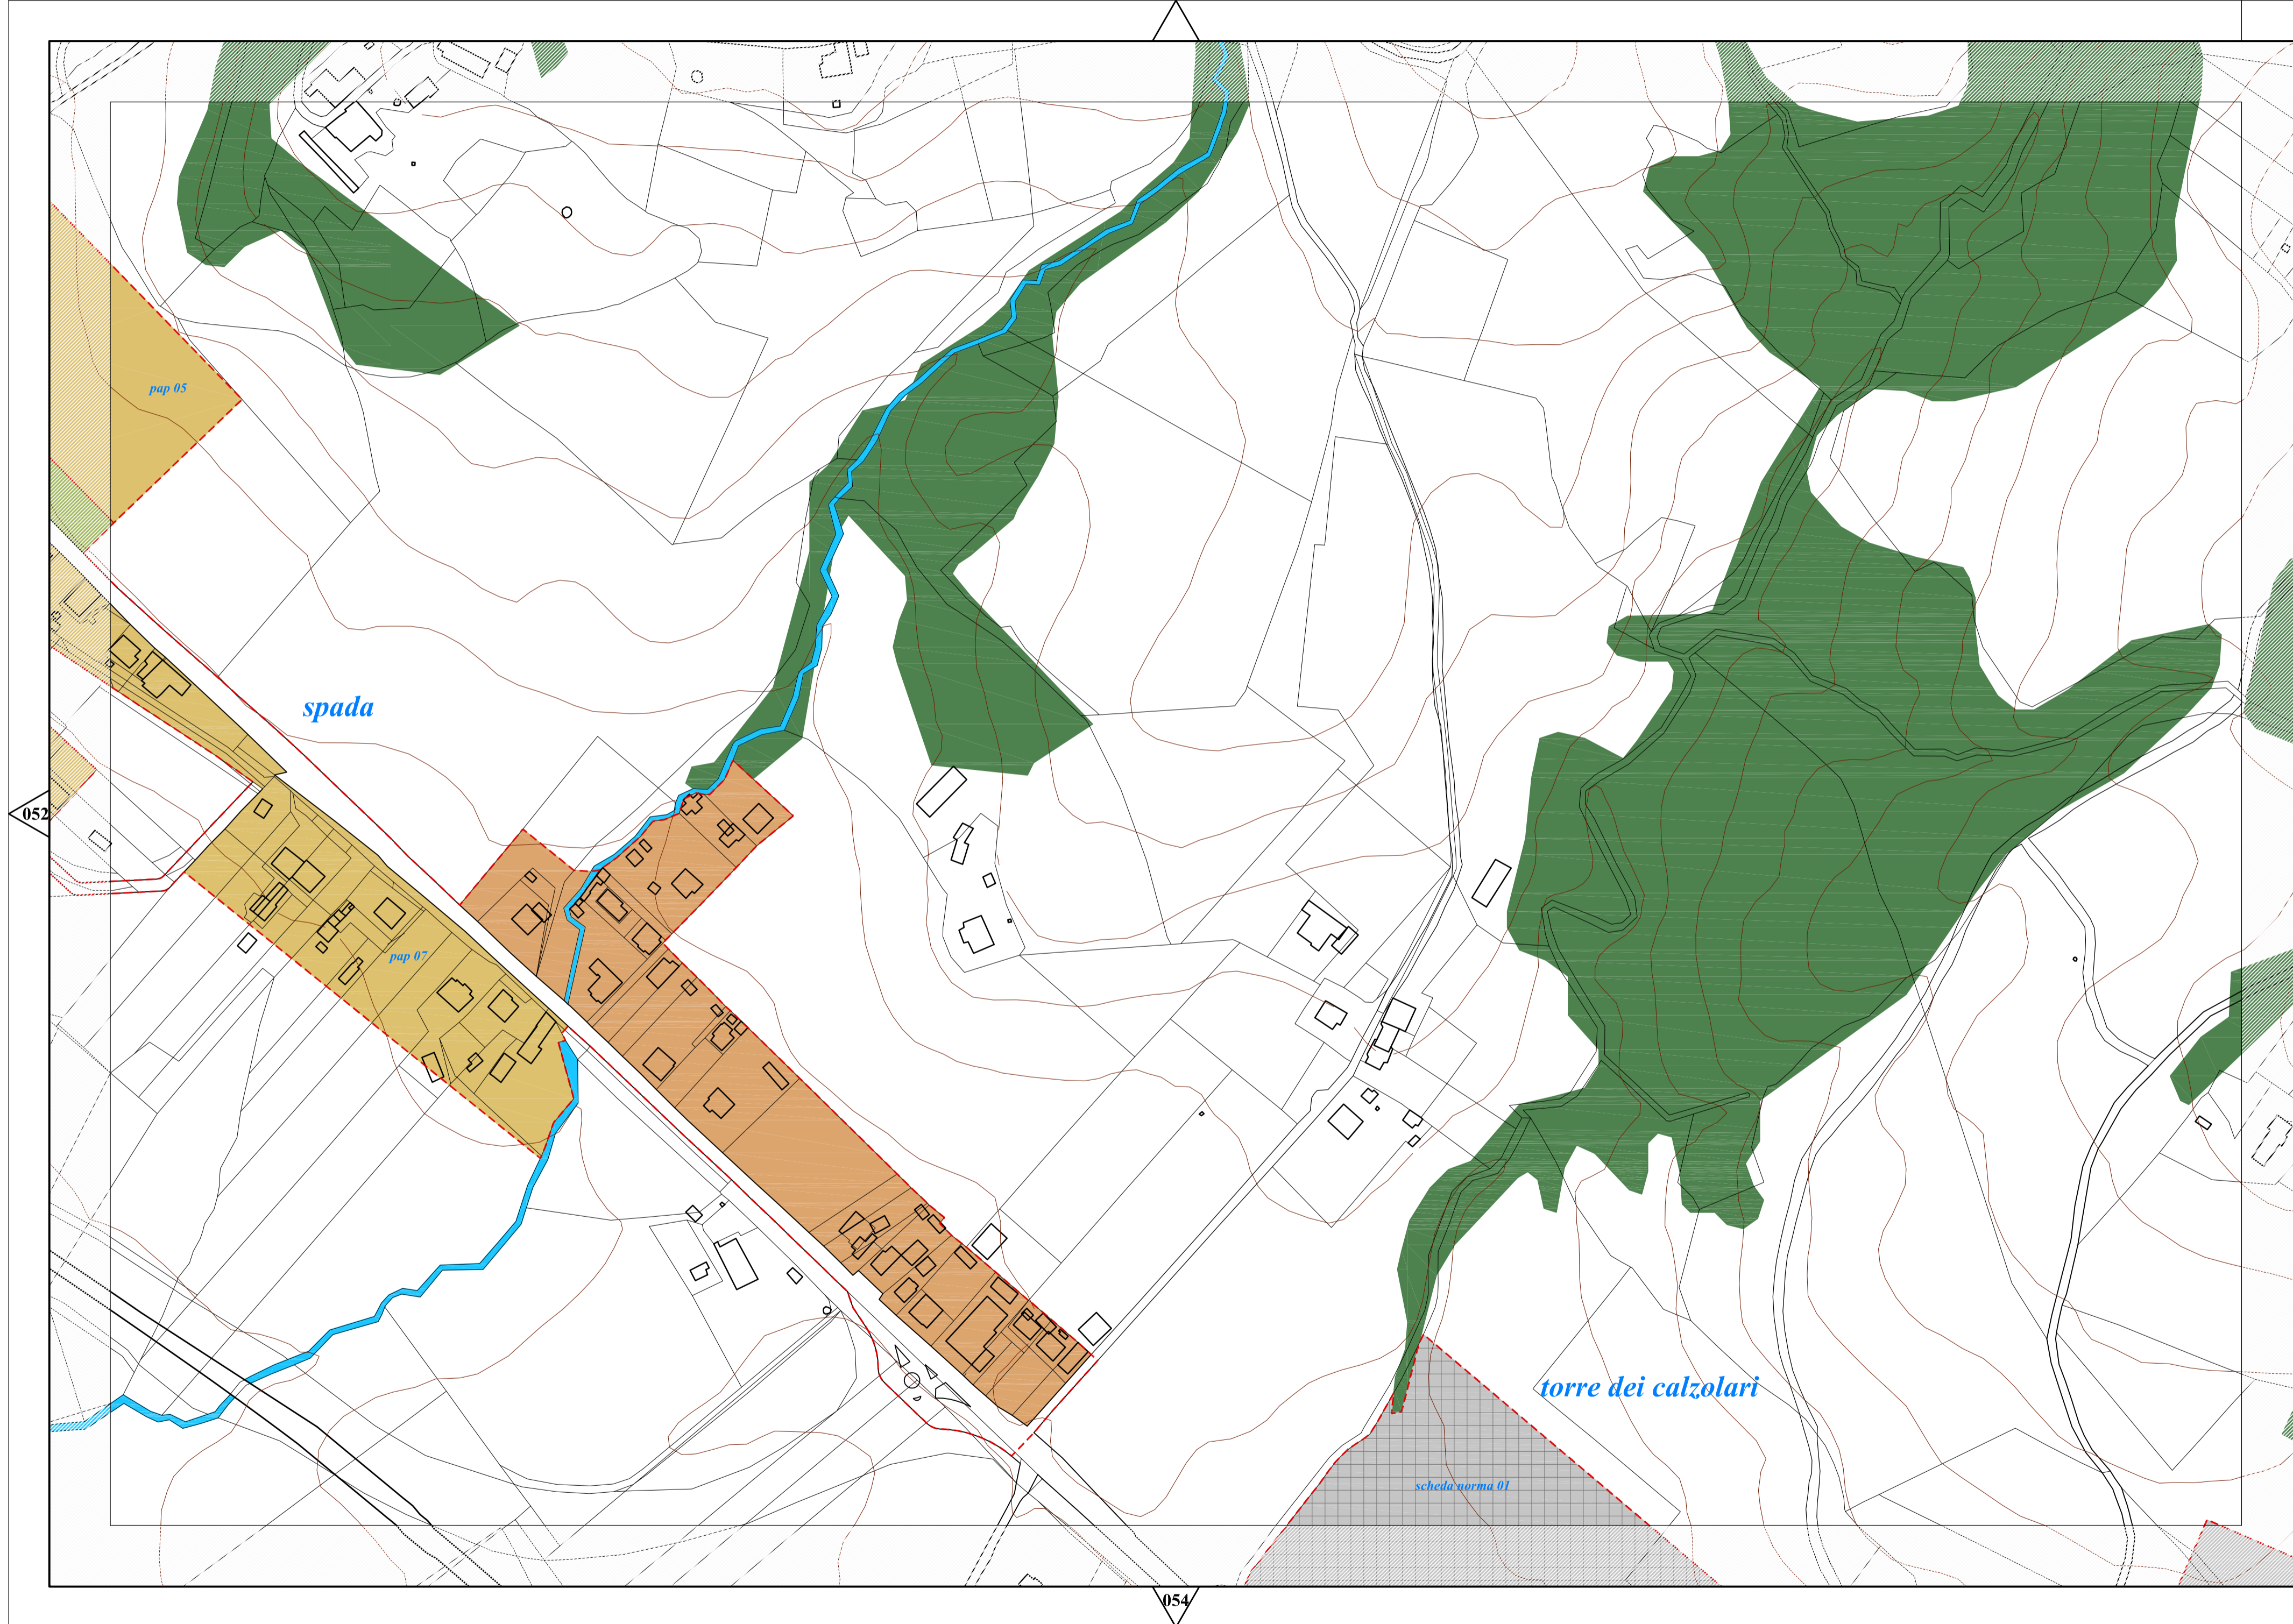 pap 05
spada
052
pap 07
torre dei calzolari
scheda norma 01
054